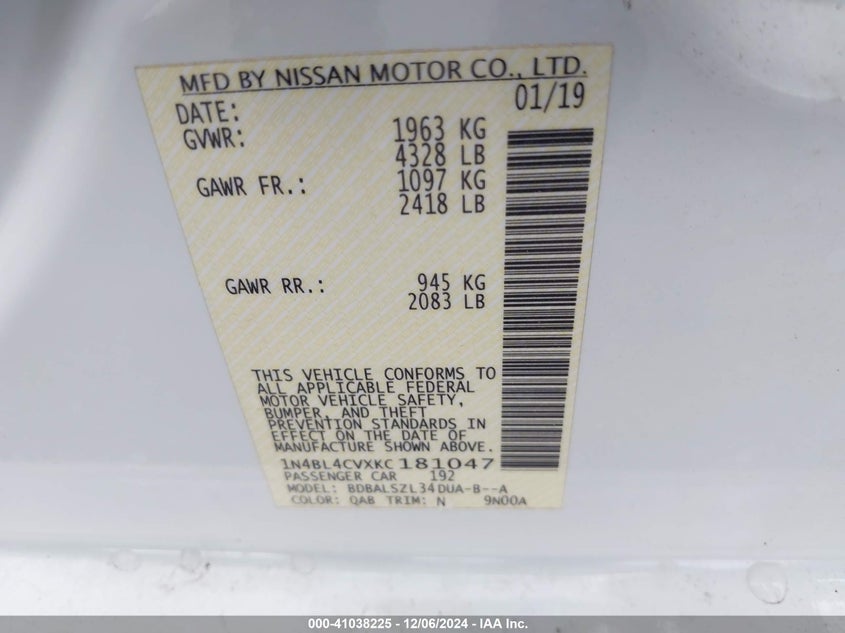 MFD BY NISSAN MOTOR CO., LTD.
DATE: 01/19
GVWR: 1963 KG
4328 LB
GAWR FR.: 1097 KG
2418 LB
GAWR RR.: 945 KG
2083 LB
THIS VEHICLE CONFORMS TO
ALL APPLICABLE FEDERAL
MOTOR VEHICLE SAFETY,
BUMPER, AND THEFT
PREVENTION STANDARDS IN
EFFECT ON THE DATE OF
MANUFACTURE SHOWN ABOVE.
1N4BL4CVXKC181047
PASSENGER CAR 192
MODEL: BDBALSZL34DUA-B--A
COLOR: QAB TRIM: N 9N00A
000-41038225 - 12/06/2024 - IAA Inc.